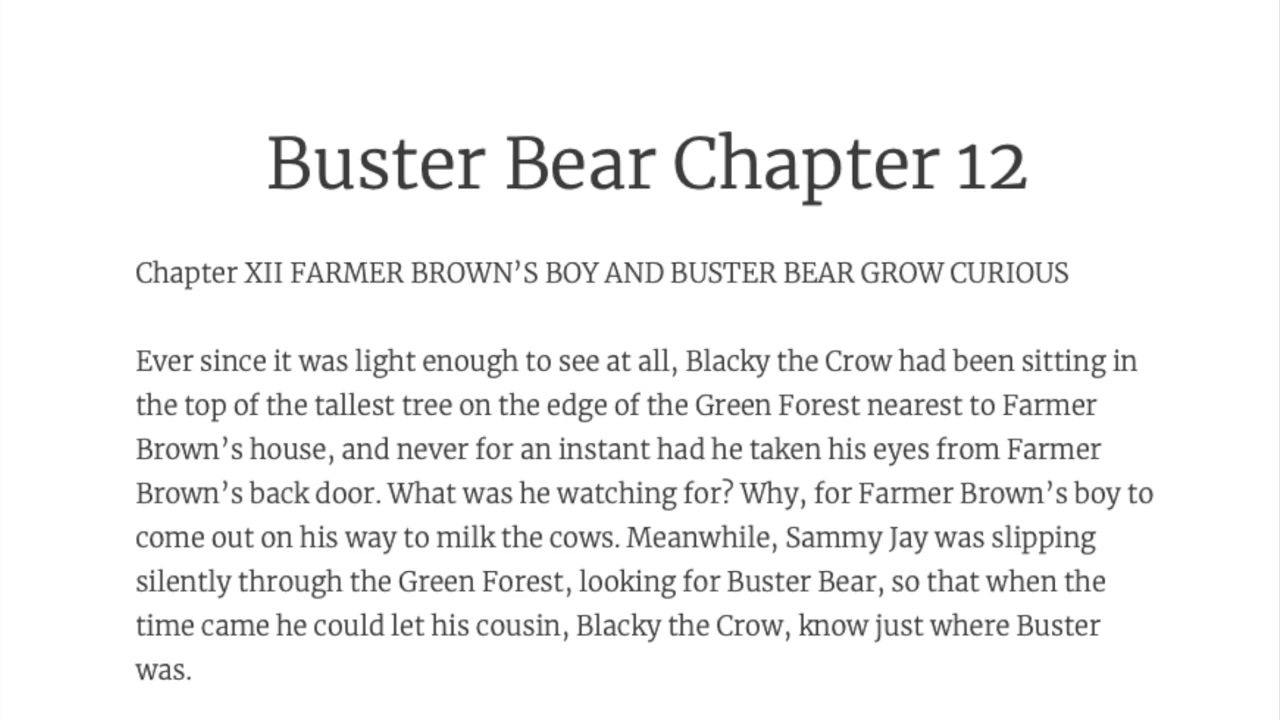 Buster Bear Chapter 12
Chapter XII FARMER BROWN’S BOY AND BUSTER BEAR GROW CURIOUS
Ever since it was light enough to see at all, Blacky the Crow had been sitting in
the top of the tallest tree on the edge of the Green Forest nearest to Farmer
Brown’s house, and never for an instant had he taken his eyes from Farmer
Brown’s back door. What was he watching for? Why, for Farmer Brown’s boy to
come out on his way to milk the cows. Meanwhile, Sammy Jay was slipping
silently through the Green Forest, looking for Buster Bear, so that when the
time came he could let his cousin, Blacky the Crow, know just where Buster
was.